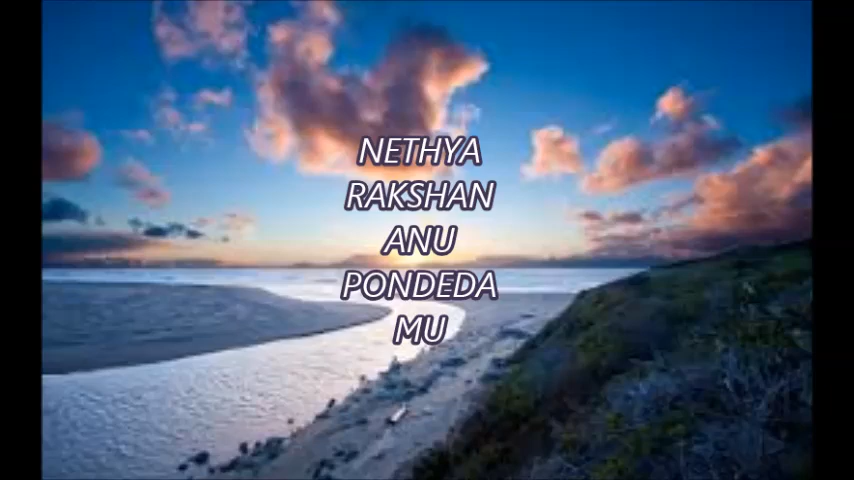 NETHYA
RAKSHAN
ANU
PONDEDA
MU